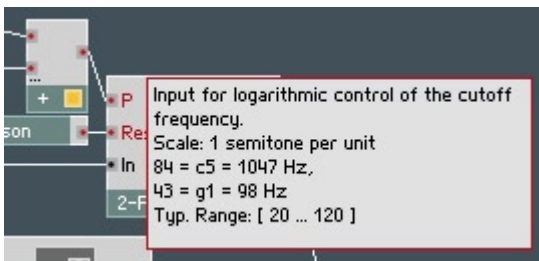 ...
+
P
Input for logarithmic control of the cutoff
frequency.
son
Res
Scale: 1 semitone per unit
In
84 = c5 = 1047 Hz,
43 = g1 = 98 Hz
2-F
Typ. Range: [ 20 ... 120 ]